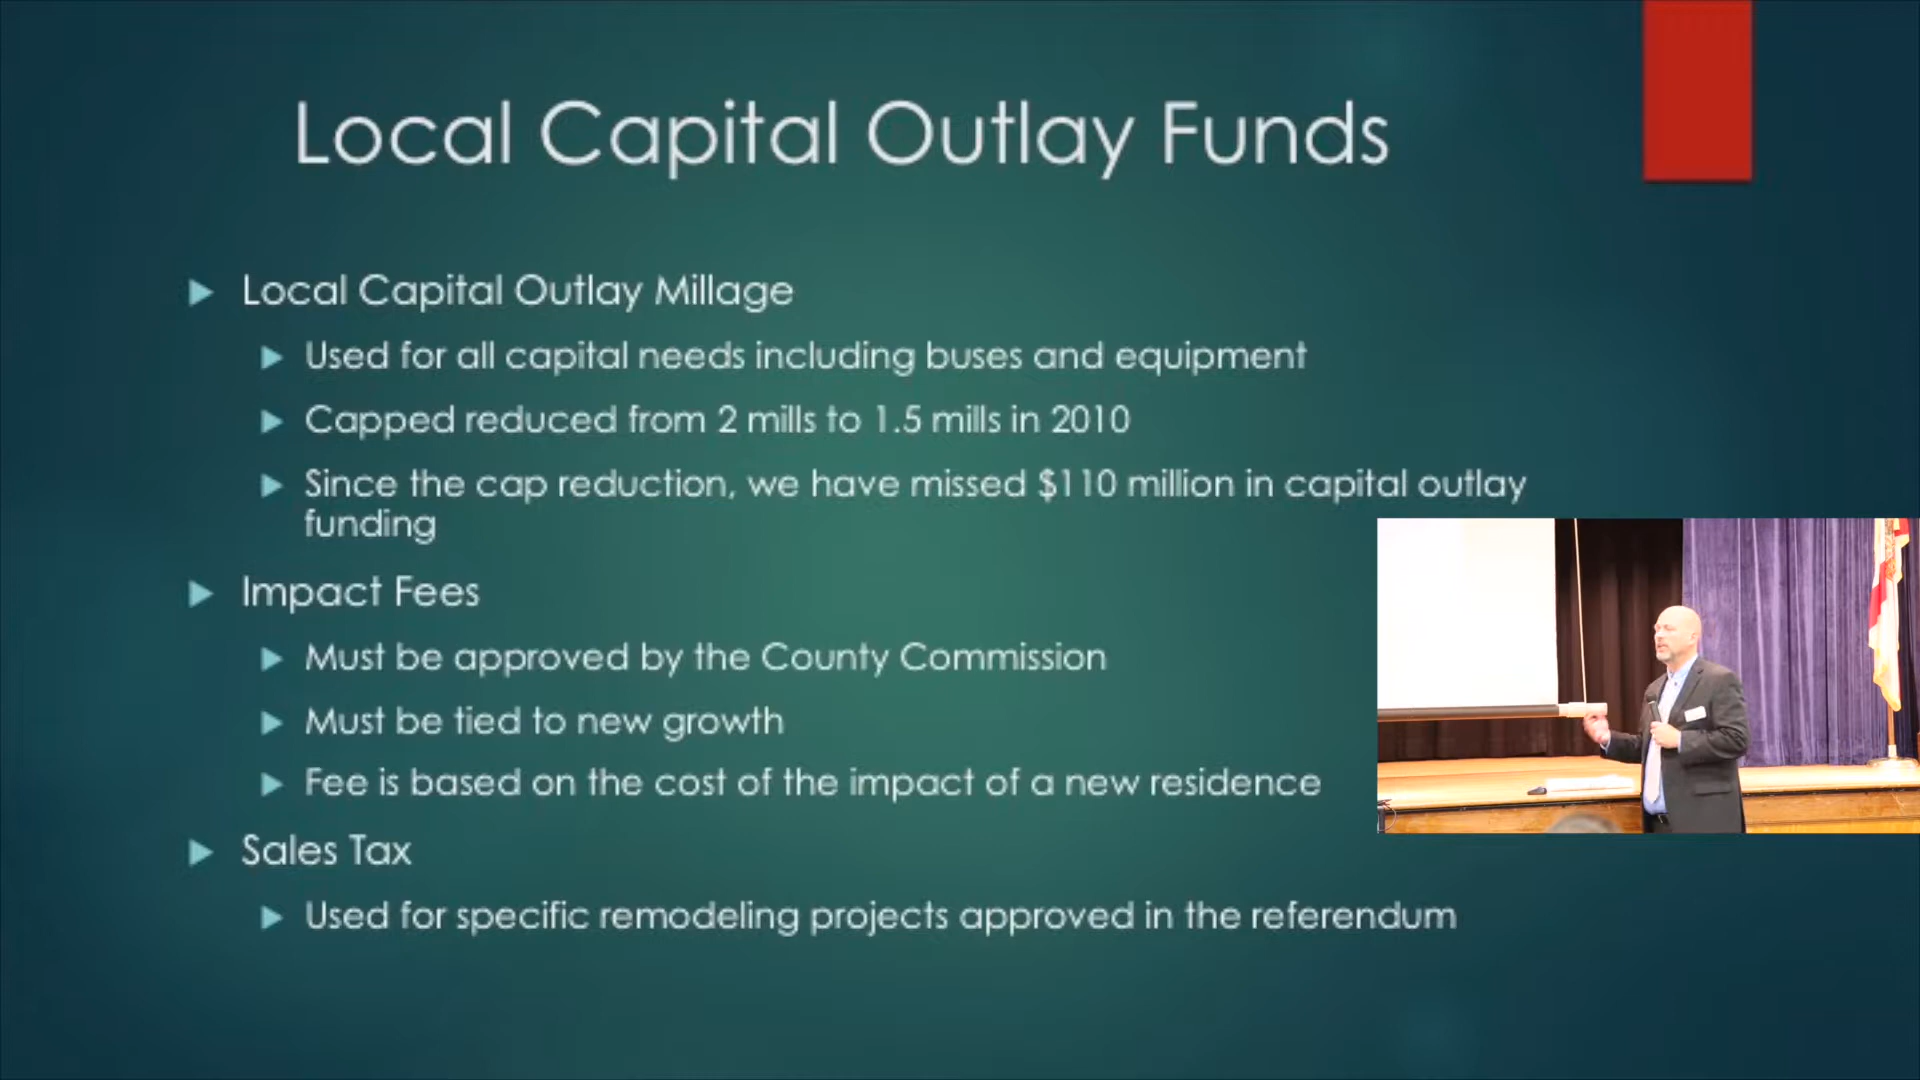 Local Capital Outlay Funds
Local Capital Outlay Millage
Used for all capital needs including buses and equipment
Capped reduced from 2 mills to 1.5 mills in 2010
Since the cap reduction, we have missed $110 million in capital outlay
funding
Impact Fees
Must be approved by the County Commission
Must be tied to new growth
Fee is based on the cost of the impact of a new residence
Sales Tax
Used for specific remodeling projects approved in the referendum